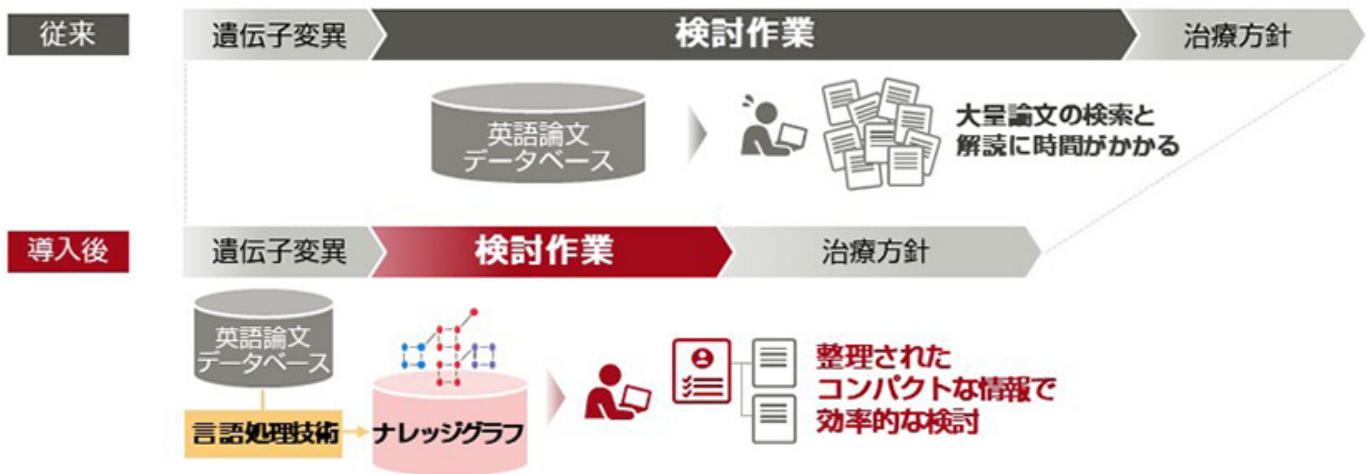 従来
遺伝子変異
検討作業
治療方針
英語論文
データベース
大量論文の検索と
解読に時間がかかる
導入後
遺伝子変異
検討作業
治療方針
英語論文
データベース
言語処理技術
ナレッジグラフ
整理された
コンパクトな情報で
効率的な検討